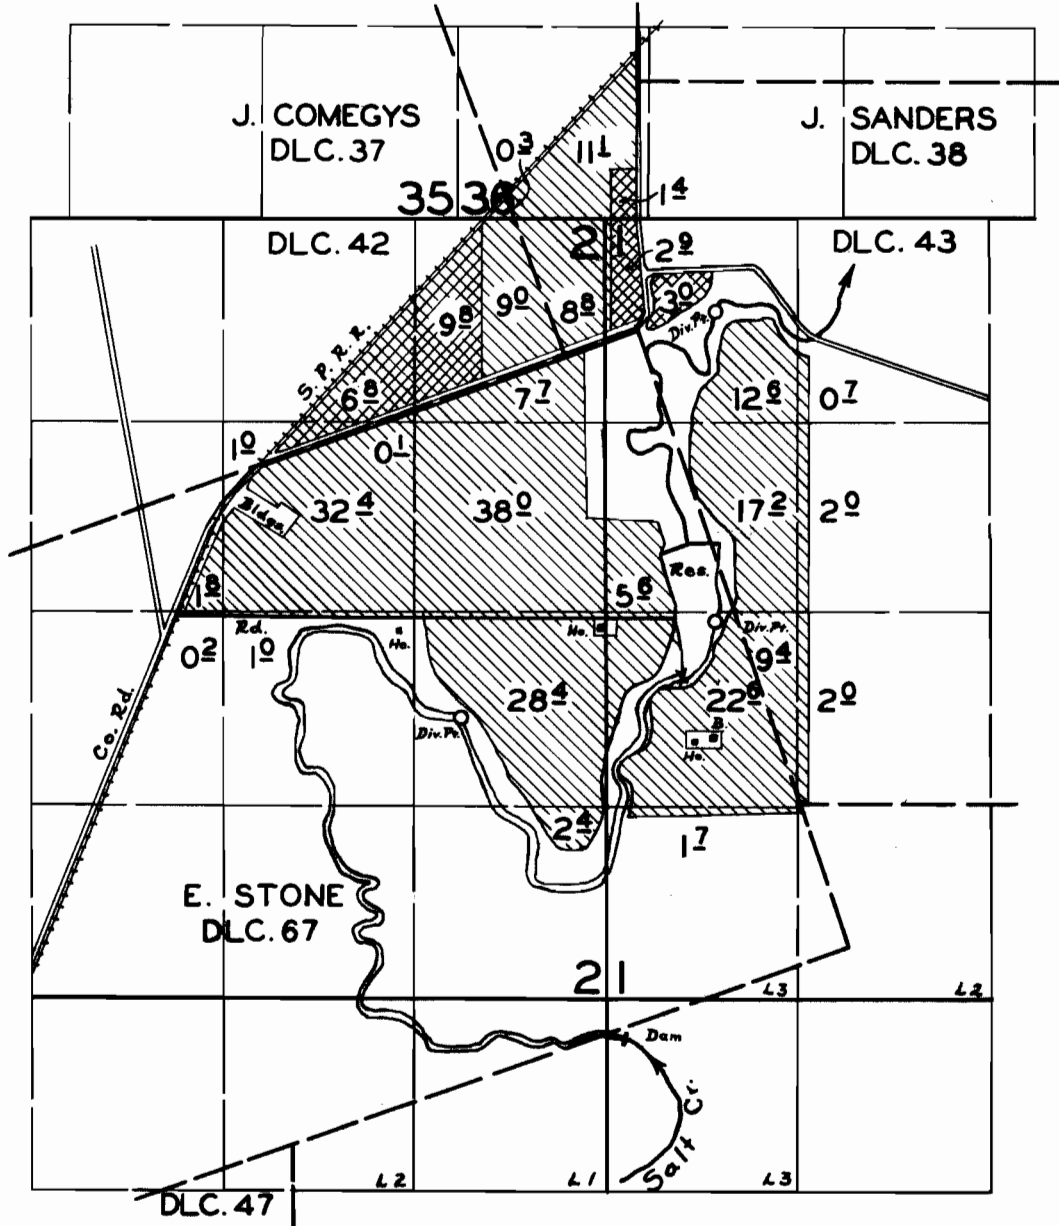 J. COMEGYS
DLC. 37
J. SANDERS
DLC. 38
0 3
11 1
1 4
35 36
DLC. 42
2 1
2 9
DLC. 43
3 0
9 8
9 0
8 8
Div. Pt.
S. P. R. R.
6 8
7 7
12 6
0 7
1 0
0 1
32 4
38 0
17 2
2 0
Bldgs.
Res.
1 8
5 6
Rd.
Ho.
Ho.
Div. Pt.
0 2
1 0
9 4
28 4
22 6
2 0
Co. Rd.
Div. Pt.
B.
Ho.
2 4
1 7
E. STONE
DLC. 67
2 1
L3
L2
Dam
Salt Cr.
L2
L1
L3
DLC. 47